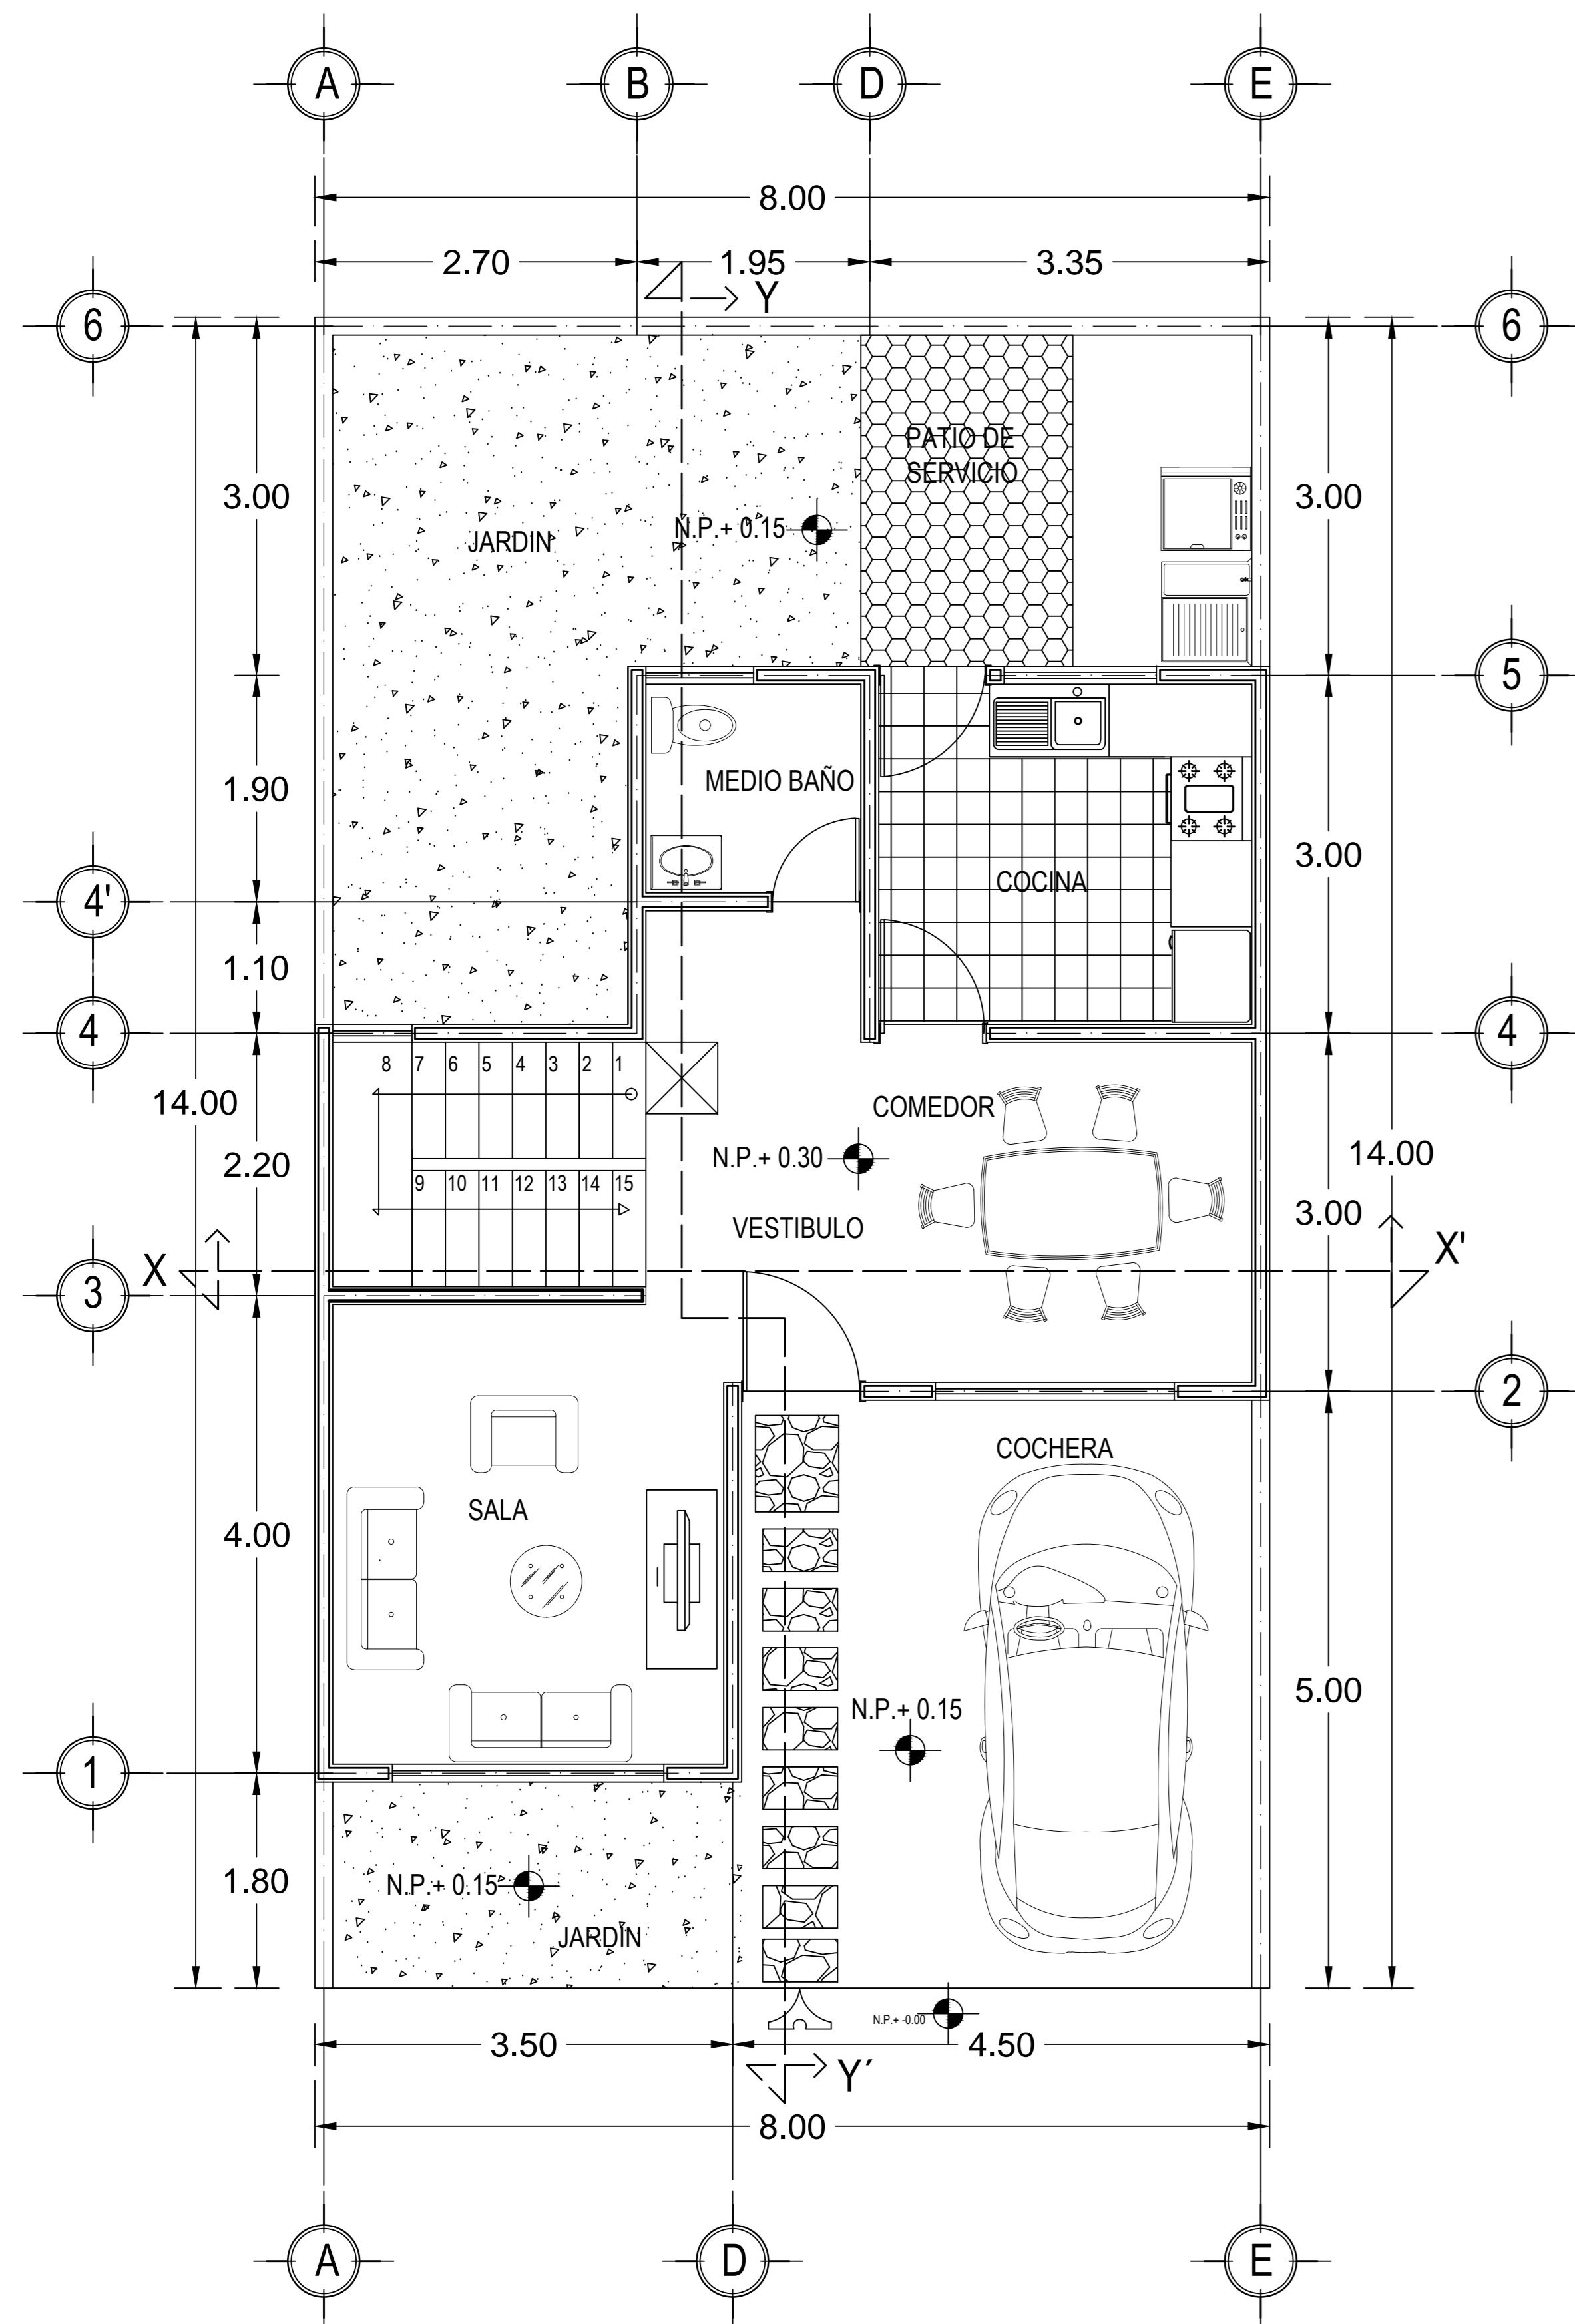 A B D E
8.00
2.70 1.95 3.35
Y
6 6
PATIO DE
SERVICIO
3.00 3.00
JARDIN N.P.+ 0.15
5
1.90 MEDIO BAÑO
3.00
COCINA
4'
1.10
4 4
8 7 6 5 4 3 2 1
14.00 COMEDOR
N.P.+ 0.30 14.00
2.20
9 10 11 12 13 14 15
3.00
VESTIBULO
X X'
3
2
COCHERA
SALA
4.00
5.00
N.P.+ 0.15
1
1.80
N.P.+ 0.15
JARDIN
N.P.+ -0.00
3.50 4.50
Y´
8.00
A D E